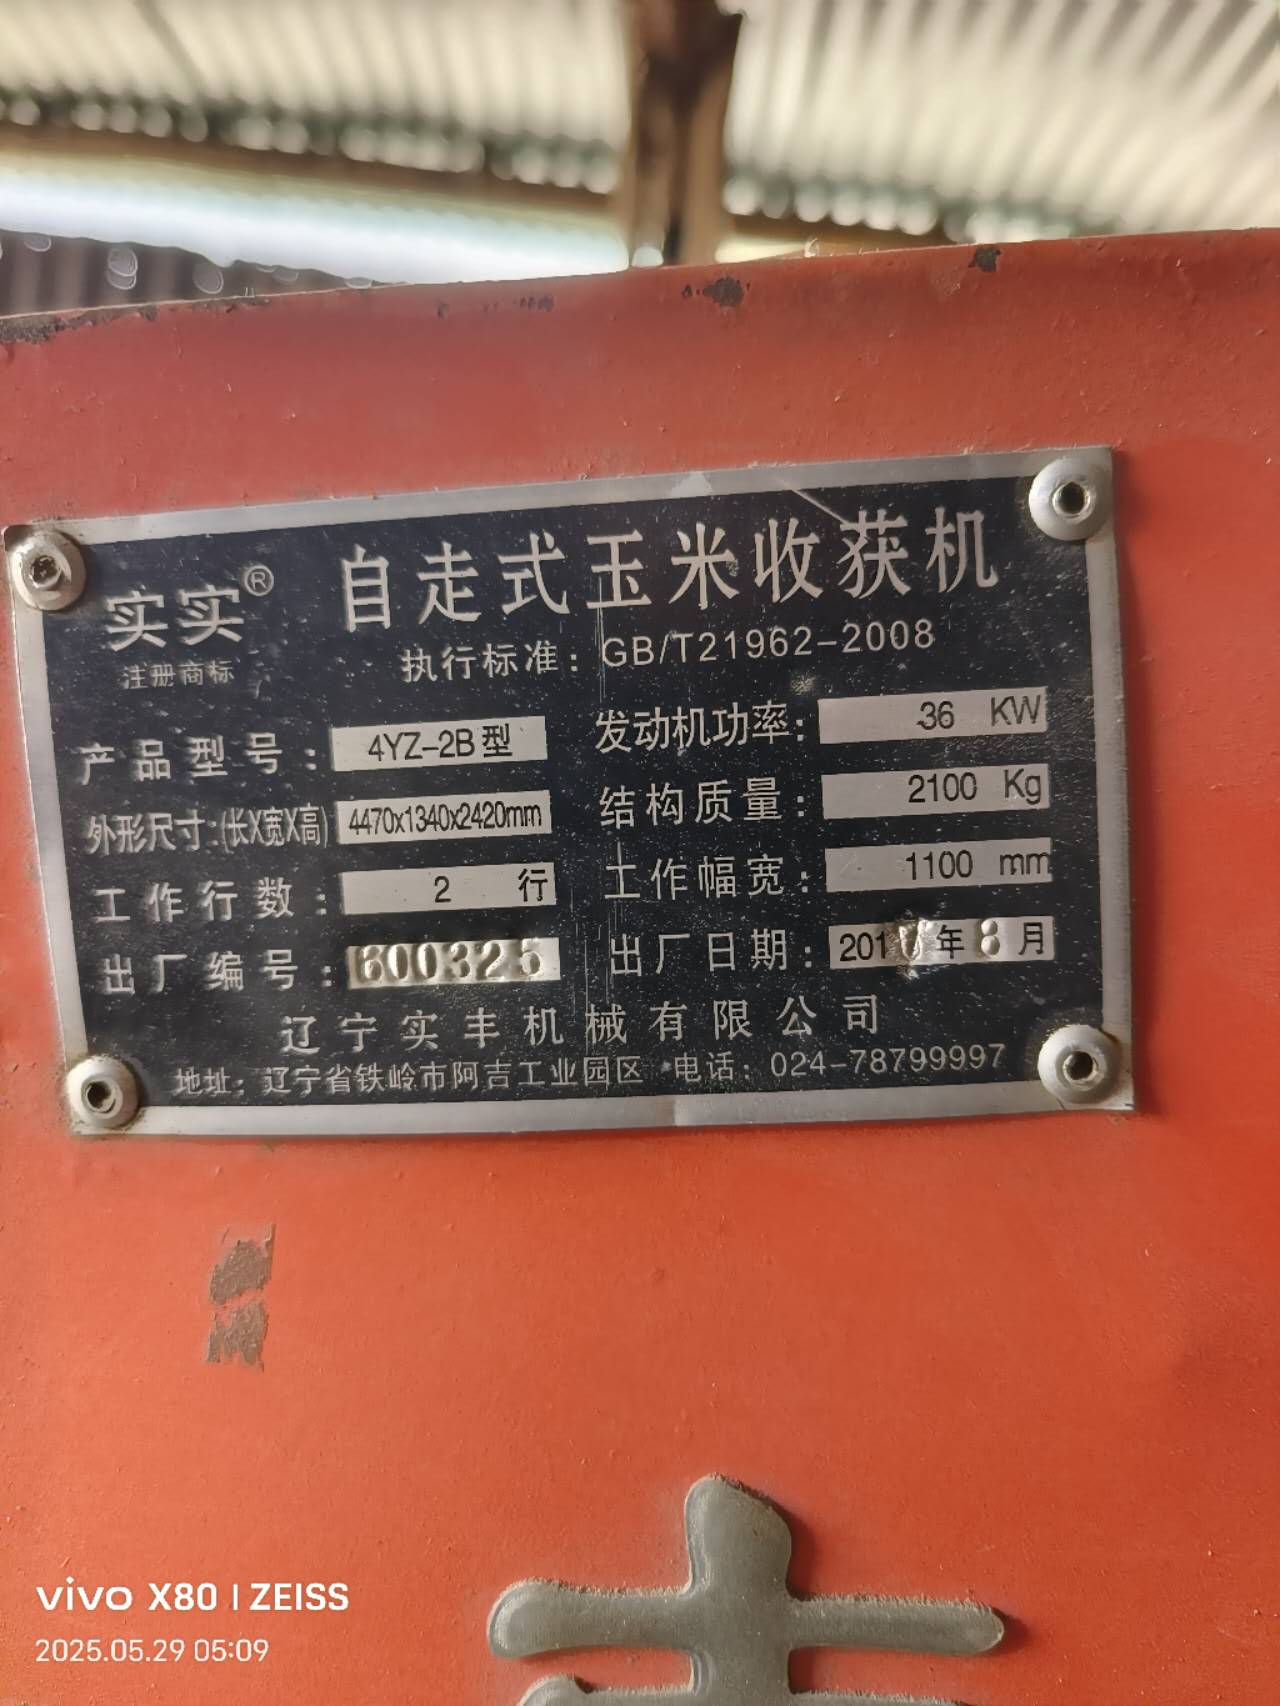 实实® 自走式玉米收获机
注册商标 执行标准：GB/T21962-2008
产品型号：4YZ-2B型 发动机功率：36 KW
外形尺寸：(长X宽X高) 4470x1340x2420mm 结构质量：2100 Kg
工作行数：2 行 工作幅宽：1100 mm
出厂编号：600325 出厂日期：201 年 8 月
辽宁实丰机械有限公司
地址：辽宁省铁岭市阿吉工业园区 电话：024-78799997
vivo X80 | ZEISS
2025.05.29 05:09